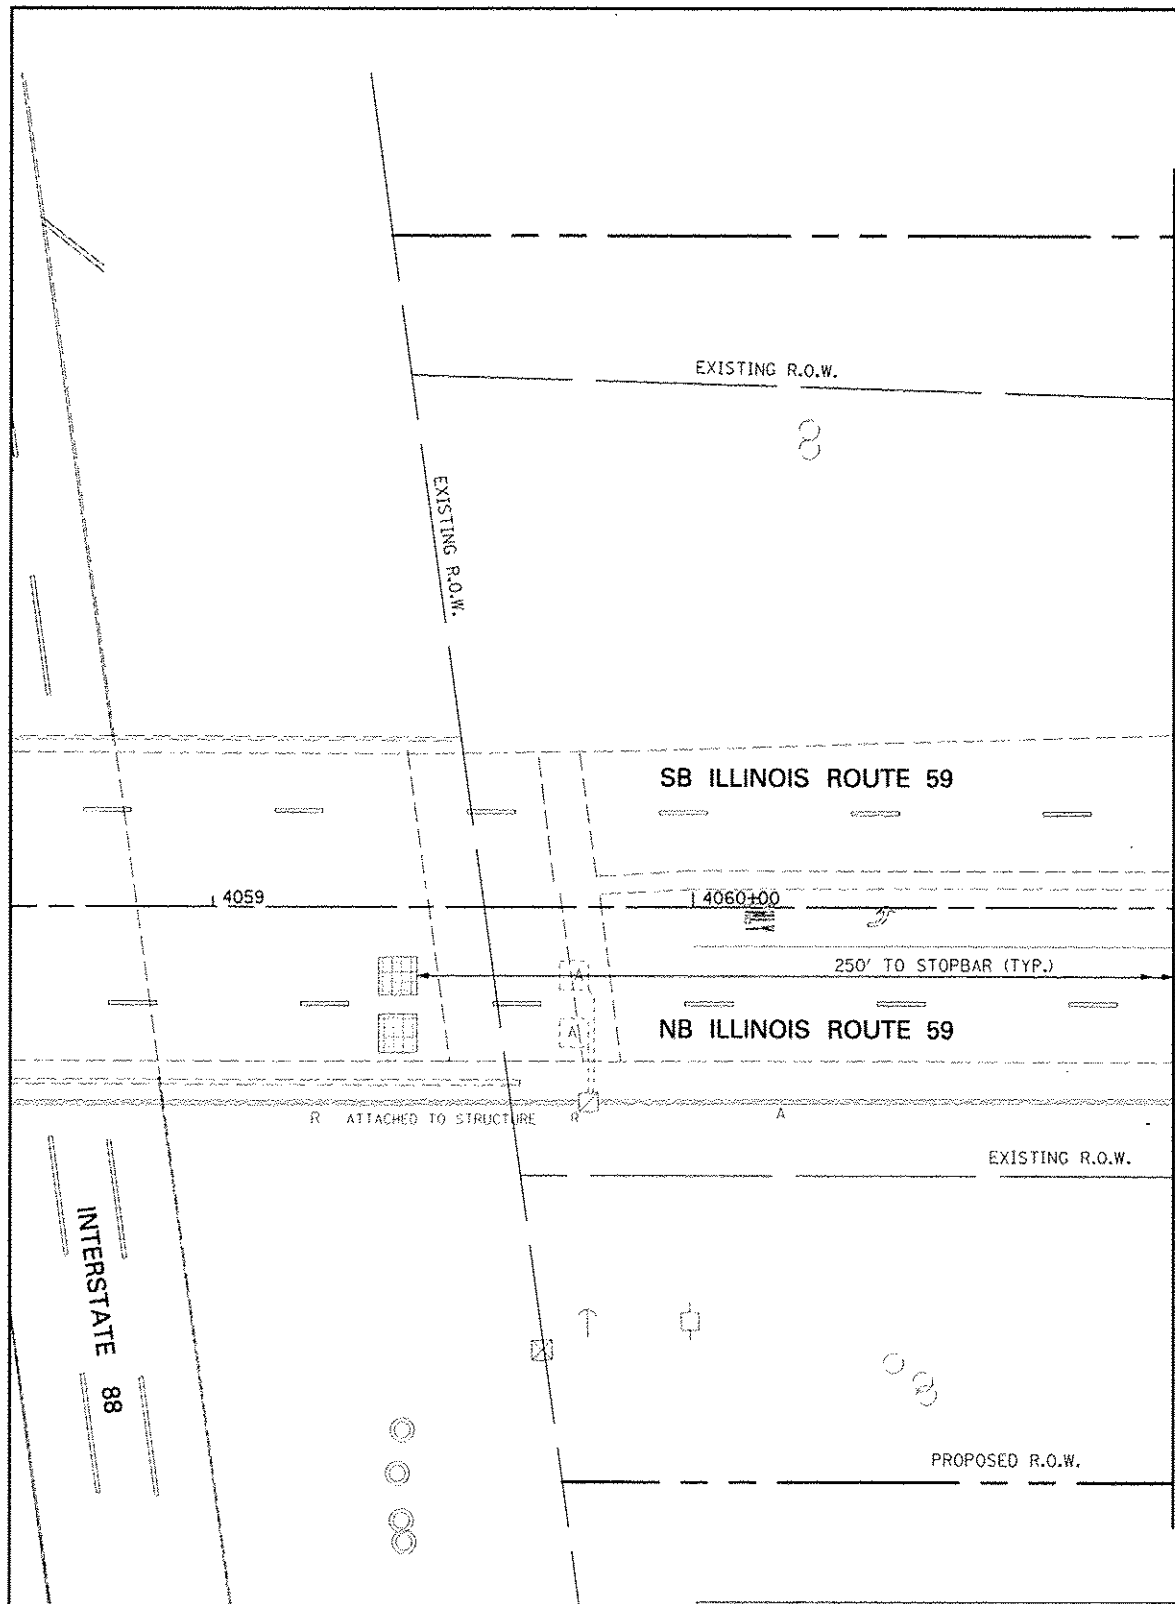 EXISTING R.O.W.
EXISTING R.O.W.
SB ILLINOIS ROUTE 59
4059
4060+00
250' TO STOPBAR (TYP.)
A
A
NB ILLINOIS ROUTE 59
R ATTACHED TO STRUCTURE R
A
EXISTING R.O.W.
INTERSTATE 88
PROPOSED R.O.W.